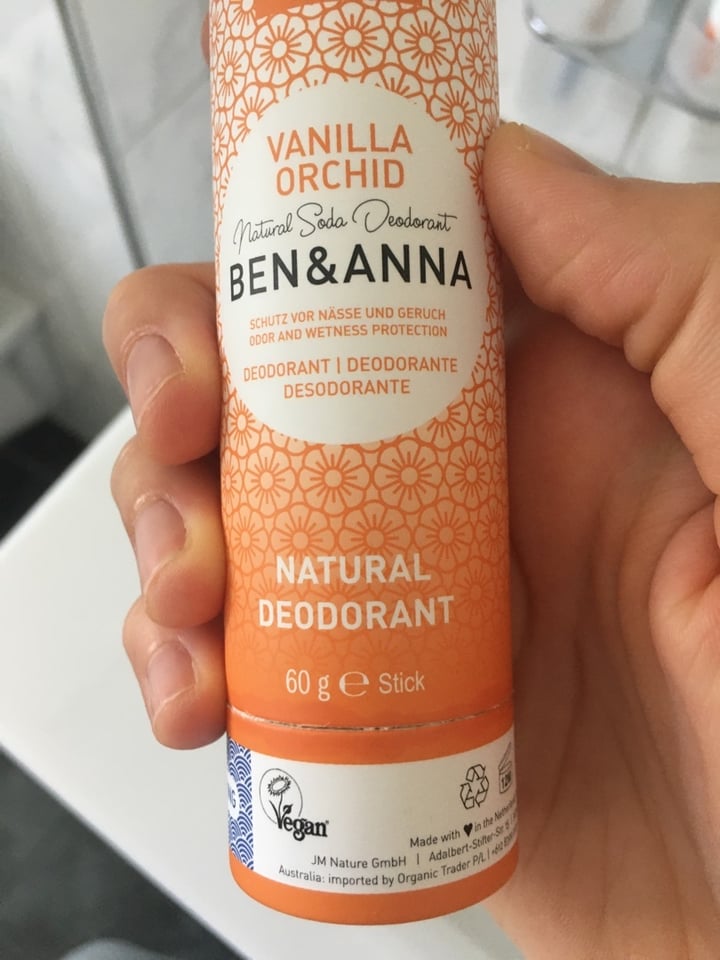 VANILLA
ORCHID
Natural Soda Deodorant
BEN&ANNA
SCHUTZ VOR NÄSSE UND GERUCH
ODOR AND WETNESS PROTECTION
DEODORANT | DEODORANTE
DESODORANTE
NATURAL
DEODORANT
60 g ℮ Stick
Vegan
12M
Made with ♥ in the
JM Nature GmbH | Adalbert-Stifter-Str.
Australia: imported by Organic Trader P/L |